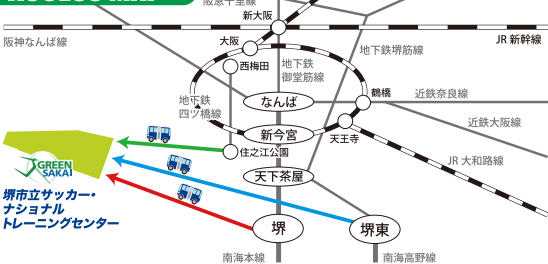 阪急千里線
新大阪
JR 新幹線
阪神なんば線
大阪
地下鉄堺筋線
西梅田
地下鉄
御堂筋線
鶴橋
近鉄奈良線
地下鉄
四ツ橋線
なんば
近鉄大阪線
新今宮
天王寺
住之江公園
JR 大和路線
天下茶屋
GREEN
SAKAI
堺市立サッカー・
ナショナル
トレーニングセンター
堺
堺東
南海本線
南海高野線